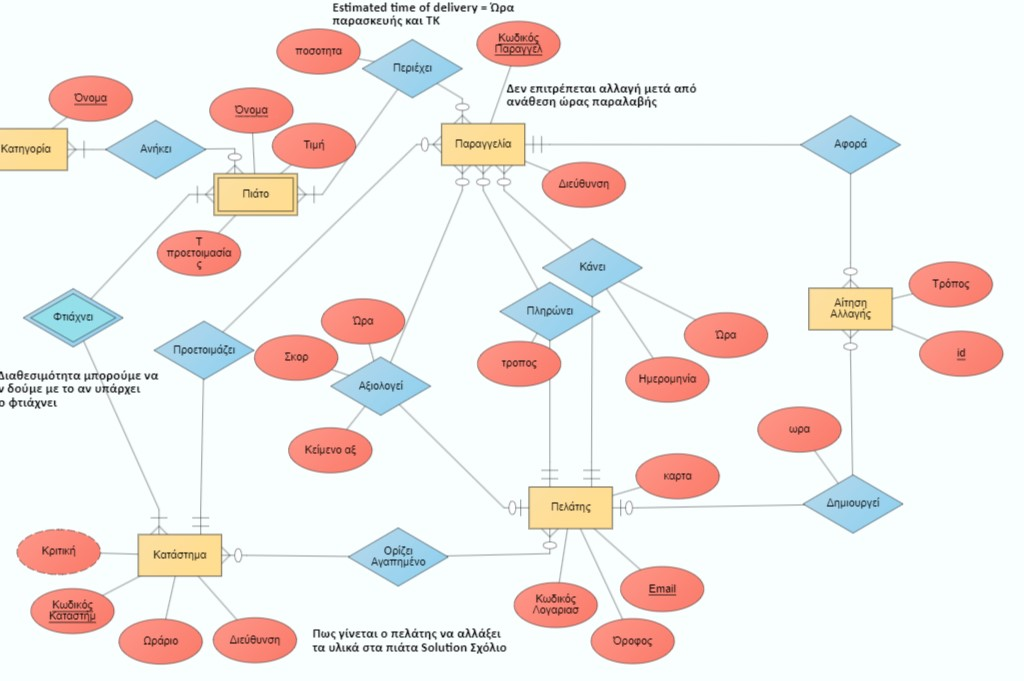 Estimated time of delivery = Ώρα
παρασκευής και ΤΚ
Κωδικός
Παραγγελ
ποσοτητα
Περιέχει
Δεν επιτρέπεται αλλαγή μετά από
ανάθεση ώρας παραλαβής
Όνομα
Όνομα
Κατηγορία
Ανήκει
Τιμή
Παραγγελία
Αφορά
Πιάτο
Διεύθυνση
Τ
προετοιμασία
ς
Κάνει
Τρόπος
Αίτηση
Αλλαγής
Φτιάχνει
Πληρώνει
Ώρα
Ώρα
Προετοιμάζει
Σκορ
id
τροπος
Ημερομηνία
Διαθεσιμότητα μπορούμε να
ν δούμε με το αν υπάρχει
ο φτιάχνει
Αξιολογεί
ωρα
Κείμενο αξ
καρτα
Πελάτης
Δημιουργεί
Κριτική
Κατάστημα
Ορίζει
Αγαπημένο
Email
Κωδικός
Λογαριασ
Κωδικός
Καταστημ
Ωράριο
Διεύθυνση
Όροφος
Πως γίνεται ο πελάτης να αλλάξει
τα υλικά στα πιάτα Solution Σχόλιο